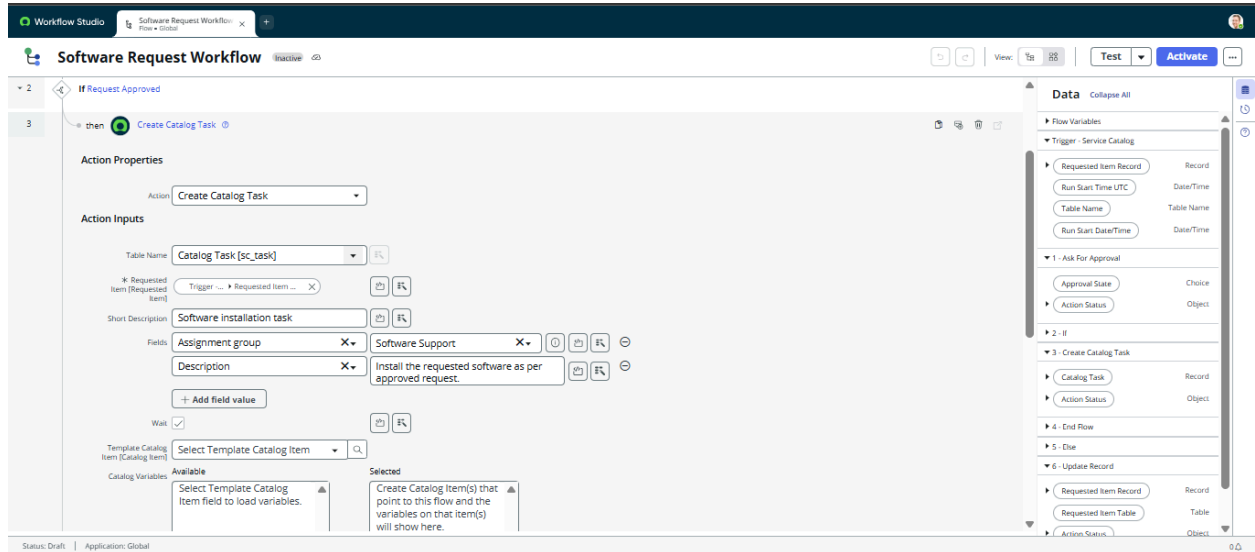 Workflow Studio
Software Request Workflow
Flow • Global
Software Request Workflow
Inactive
View:
Test
Activate
2
If Request Approved
3
then
Create Catalog Task
Action Properties
Action
Create Catalog Task
Action Inputs
Table Name
Catalog Task [sc_task]
* Requested Item [Requested Item]
Trigger -... ▸ Requested Item ...
Short Description
Software installation task
Fields
Assignment group
Software Support
Description
Install the requested software as per
approved request.
+ Add field value
Wait
Template Catalog
Item [Catalog Item]
Select Template Catalog Item
Catalog Variables
Available
Selected
Select Template Catalog
Item field to load variables.
Create Catalog Item(s) that
point to this flow and the
variables on that item(s)
will show here.
Data
Collapse All
Flow Variables
Trigger - Service Catalog
Requested Item Record
Record
Run Start Time UTC
Date/Time
Table Name
Table Name
Run Start Date/Time
Date/Time
1 - Ask For Approval
Approval State
Choice
Action Status
Object
2 - If
3 - Create Catalog Task
Catalog Task
Record
Action Status
Object
4 - End Flow
5 - Else
6 - Update Record
Requested Item Record
Record
Requested Item Table
Table
Action Status
Object
Status: Draft
Application: Global
0